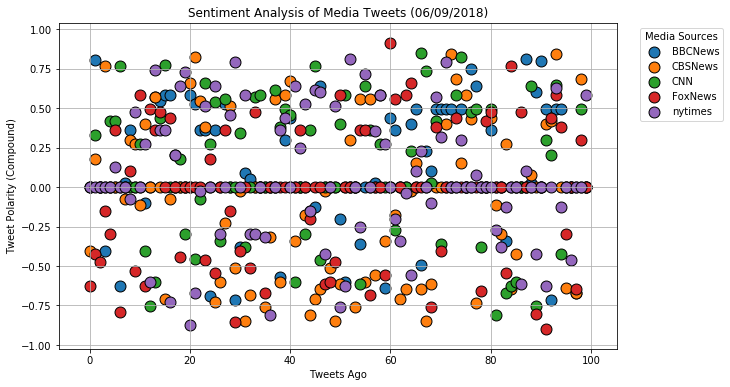 Sentiment Analysis of Media Tweets (06/09/2018)
Media Sources
BBCNews
CBSNews
CNN
FoxNews
nytimes
Tweet Polarity (Compound)
1.00
0.75
0.50
0.25
0.00
−0.25
−0.50
−0.75
−1.00
0 20 40 60 80 100
Tweets Ago